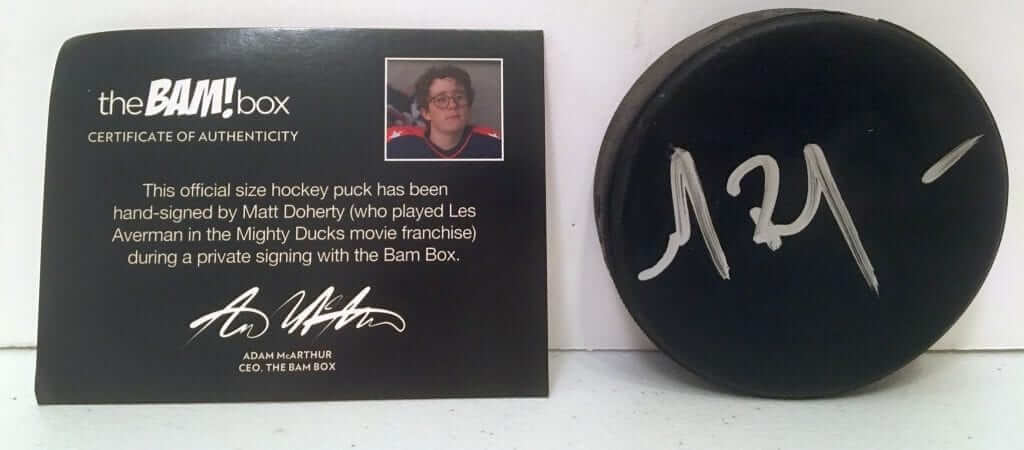 the BAM! box
CERTIFICATE OF AUTHENTICITY
This official size hockey puck has been
hand-signed by Matt Doherty (who played Les
Averman in the Mighty Ducks movie franchise)
during a private signing with the Bam Box.
ADAM McARTHUR
CEO, THE BAM BOX